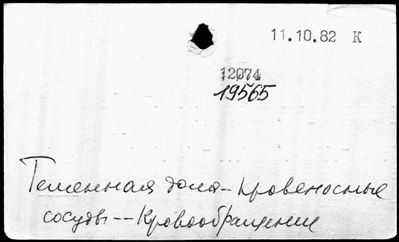 11.10.82 К
12074
19565
Теменная доля-Кровеносные
сосуды--Кровообращение